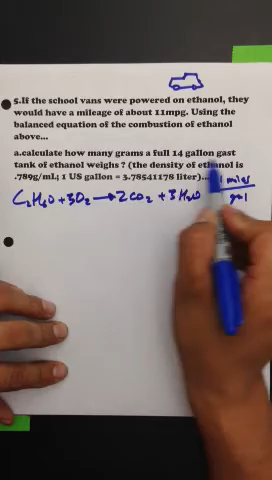 5.If the school vans were powered on ethanol, they
would have a mileage of about 11mpg. Using the
balanced equation of the combustion of ethanol
above...
a.calculate how many grams a full 14 gallon gast
tank of ethanol weighs ? (the density of ethanol is
.789g/mL; 1 US gallon = 3.78541178 liter)...
miles
gal
C₂H₆O + 3O₂ → 2CO₂ + 3H₂O